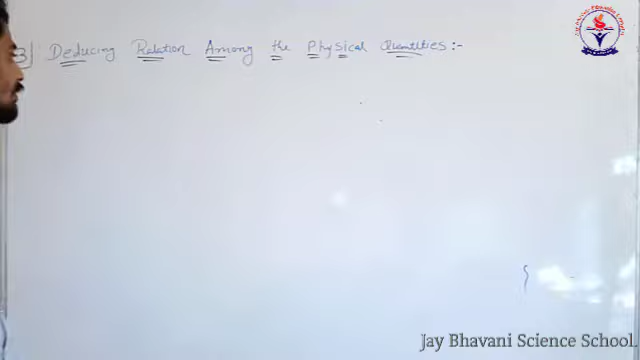 3] Deducing Relation Among the Physical Quantities :-
Jay Bhavani Science School.